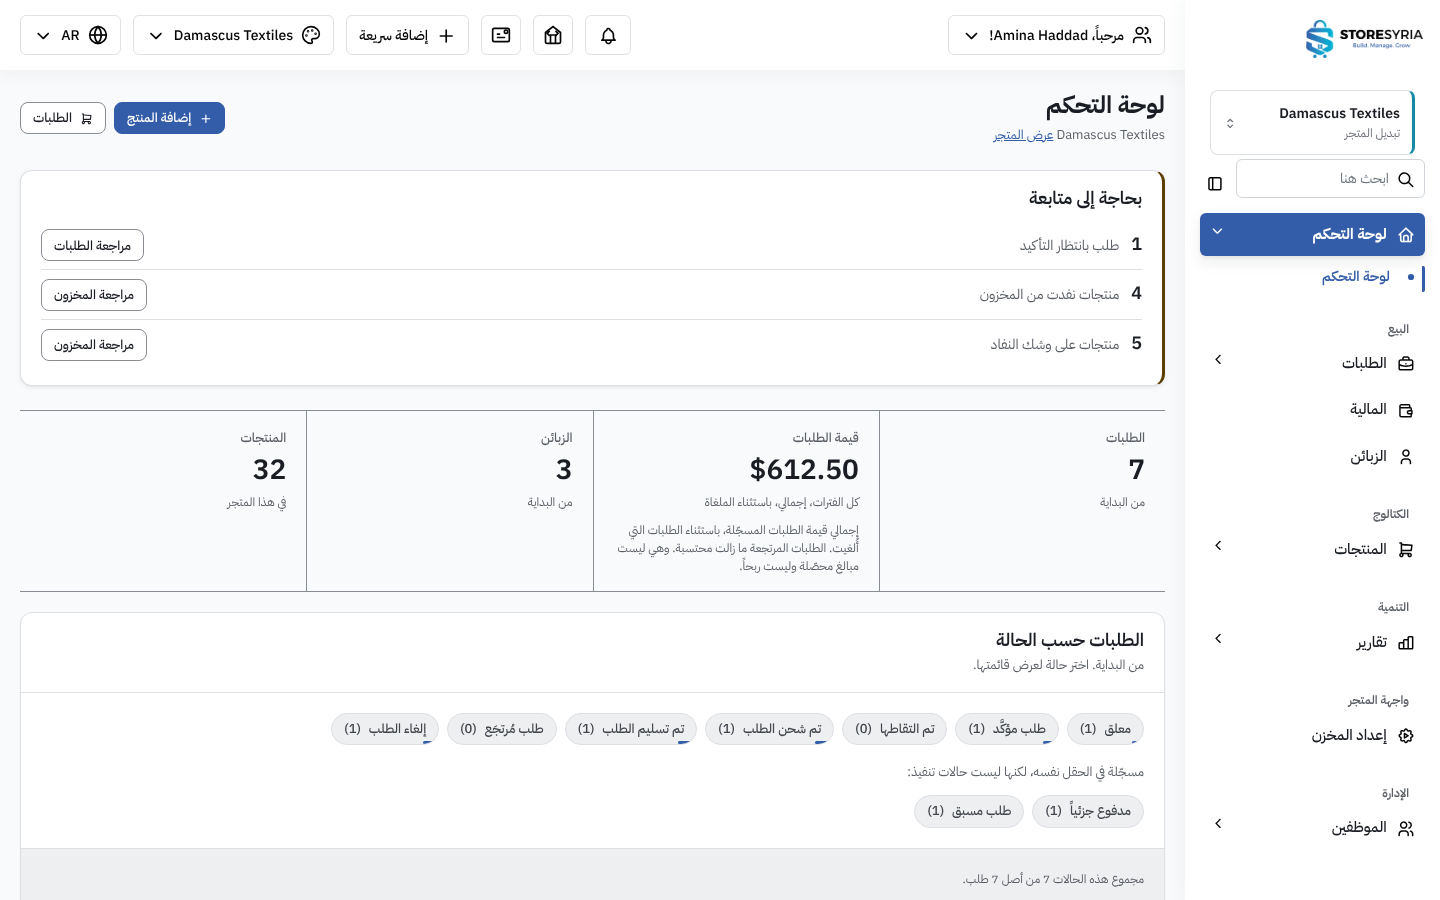 STORESYRIA
Build. Manage. Grow
Damascus Textiles
تبديل المتجر
ابحث هنا
لوحة التحكم
لوحة التحكم
البيع
الطلبات
المالية
الزبائن
الكتالوج
المنتجات
التنمية
تقارير
واجهة المتجر
إعداد المخزن
الإدارة
الموظفين
مرحباً، Amina Haddad!
إضافة سريعة
Damascus Textiles
AR
لوحة التحكم
Damascus Textiles عرض المتجر
إضافة المنتج
الطلبات
بحاجة إلى متابعة
1 طلب بانتظار التأكيد
مراجعة الطلبات
4 منتجات نفدت من المخزون
مراجعة المخزون
5 منتجات على وشك النفاد
مراجعة المخزون
الطلبات
7
من البداية
قيمة الطلبات
$612.50
كل الفترات، إجمالي، باستثناء الملغاة
إجمالي قيمة الطلبات المسجّلة، باستثناء الطلبات التي
أُلغيت. الطلبات المرتجعة ما زالت محتسبة. وهي ليست
مبالغ محصّلة وليست ربحاً.
الزبائن
3
من البداية
المنتجات
32
في هذا المتجر
الطلبات حسب الحالة
من البداية. اختر حالة لعرض قائمتها.
معلق (1)
طلب مؤكَّد (1)
تم التقاطها (0)
تم شحن الطلب (1)
تم تسليم الطلب (1)
طلب مُرتجَع (0)
إلغاء الطلب (1)
مسجّلة في الحقل نفسه، لكنها ليست حالات تنفيذ:
مدفوع جزئياً (1)
طلب مسبق (1)
مجموع هذه الحالات 7 من أصل 7 طلب.